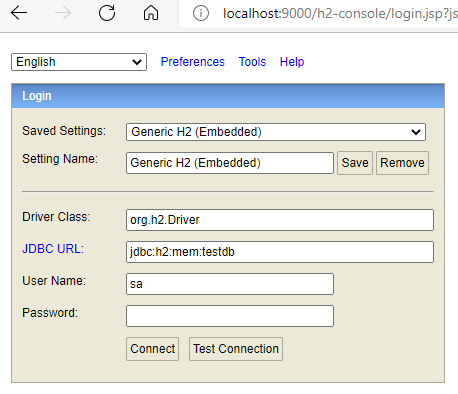 localhost:9000/h2-console/login.jsp?js
English Preferences Tools Help
Login
Saved Settings: Generic H2 (Embedded)
Setting Name: Generic H2 (Embedded) Save Remove
Driver Class: org.h2.Driver
JDBC URL: jdbc:h2:mem:testdb
User Name: sa
Password:
Connect Test Connection